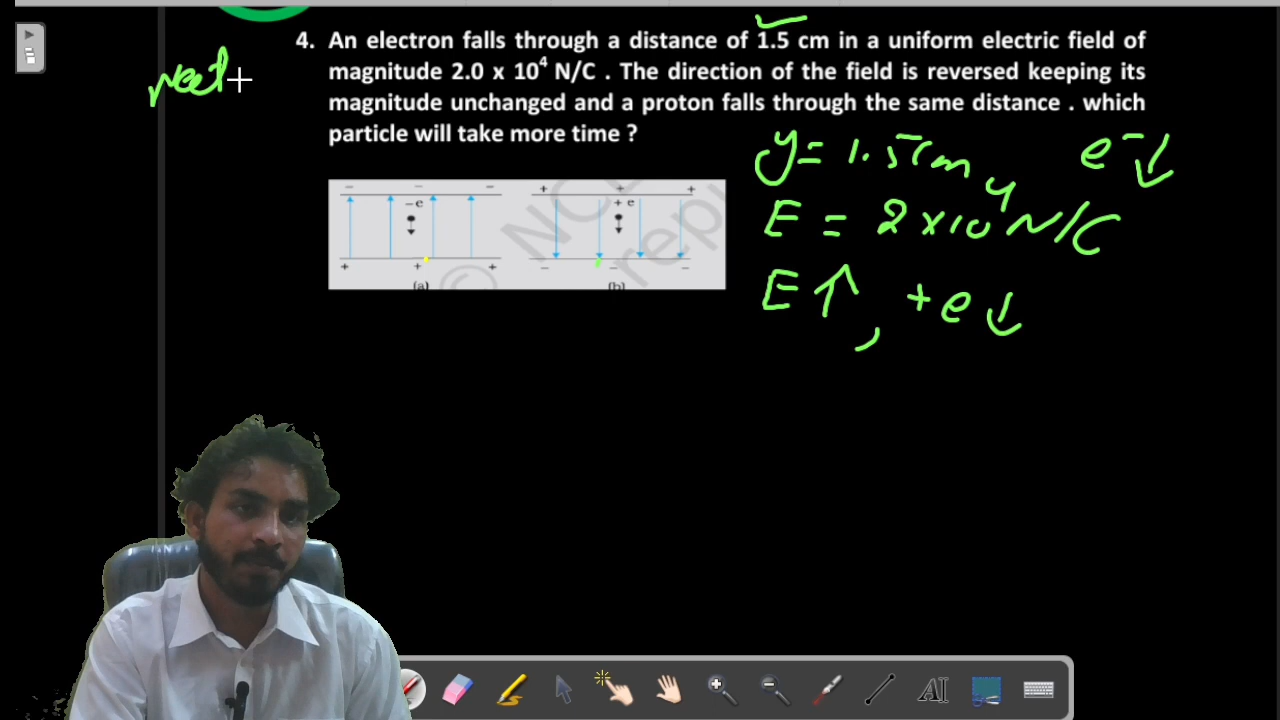 4. An electron falls through a distance of 1.5 cm in a uniform electric field of
magnitude 2.0 x 10⁴ N/C . The direction of the field is reversed keeping its
magnitude unchanged and a proton falls through the same distance . which
particle will take more time ?
y = 1.5 cm e⁻↓
E = 2×10⁴ N/C
E↑, +e↓
- - -
-e
+ + +
(a)
+ + +
+ e
- - -
(b)
AI